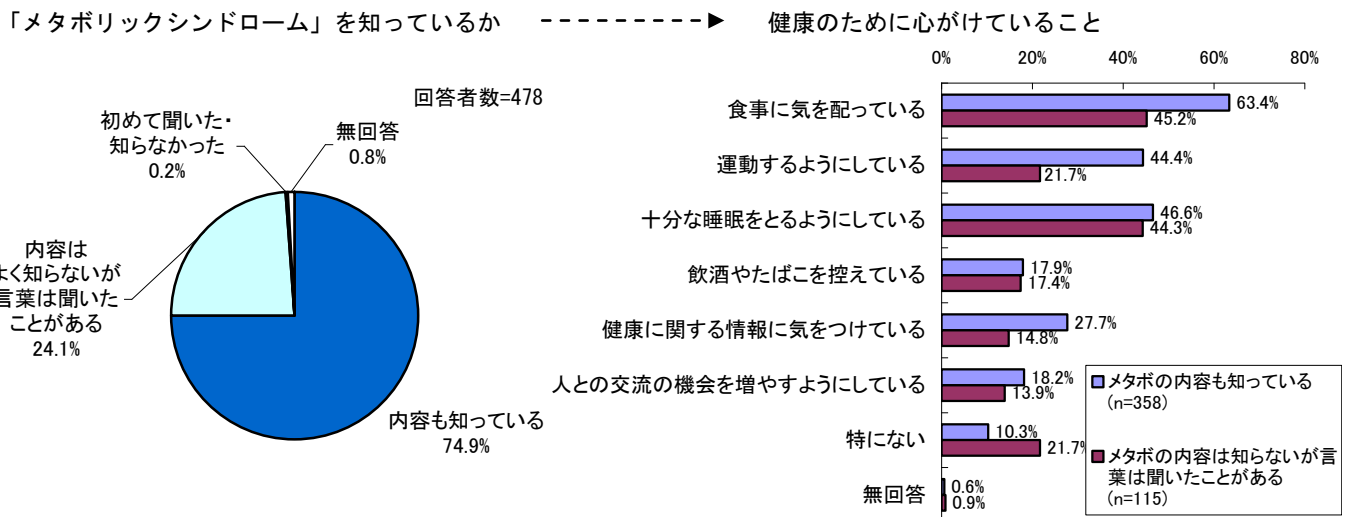 「メタボリックシンドローム」を知っているか
健康のために心がけていること
回答者数=478
初めて聞いた・
知らなかった
0.2%
無回答
0.8%
内容は
よく知らないが
言葉は聞いた
ことがある
24.1%
内容も知っている
74.9%
0%
20%
40%
60%
80%
食事に気を配っている
63.4%
45.2%
運動するようにしている
44.4%
21.7%
十分な睡眠をとるようにしている
46.6%
44.3%
飲酒やたばこを控えている
17.9%
17.4%
健康に関する情報に気をつけている
27.7%
14.8%
人との交流の機会を増やすようにしている
18.2%
13.9%
特にない
10.3%
21.7%
無回答
0.6%
0.9%
メタボの内容も知っている
(n=358)
メタボの内容は知らないが言
葉は聞いたことがある
(n=115)